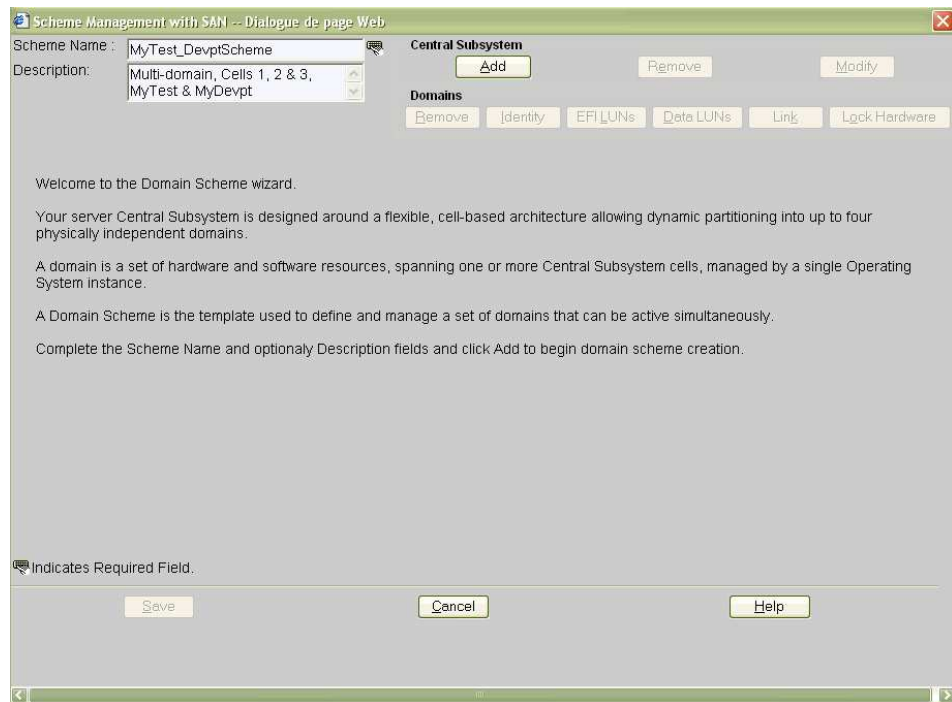 Scheme Management with SAN -- Dialogue de page Web
Scheme Name :
MyTest_DevptScheme
Description:
Multi-domain, Cells 1, 2 & 3,
MyTest & MyDevpt
Central Subsystem
Add Remove Modify
Domains
Remove Identity EFI LUNs Data LUNs Link Lock Hardware
Welcome to the Domain Scheme wizard.
Your server Central Subsystem is designed around a flexible, cell-based architecture allowing dynamic partitioning into up to four
physically independent domains.
A domain is a set of hardware and software resources, spanning one or more Central Subsystem cells, managed by a single Operating
System instance.
A Domain Scheme is the template used to define and manage a set of domains that can be active simultaneously.
Complete the Scheme Name and optionaly Description fields and click Add to begin domain scheme creation.
Indicates Required Field.
Save Cancel Help